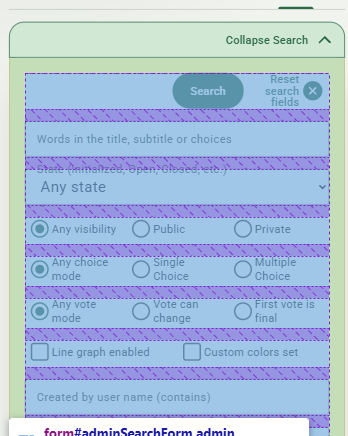 Collapse Search
Search
Reset
search
fields
Words in the title, subtitle or choices
State (Initialized, Open, Closed, etc.)
Any state
Any visibility
Public
Private
Any choice
mode
Single
Choice
Multiple
Choice
Any vote
mode
Vote can
change
First vote is
final
Line graph enabled
Custom colors set
Created by user name (contains)
form#adminSearchForm.admin